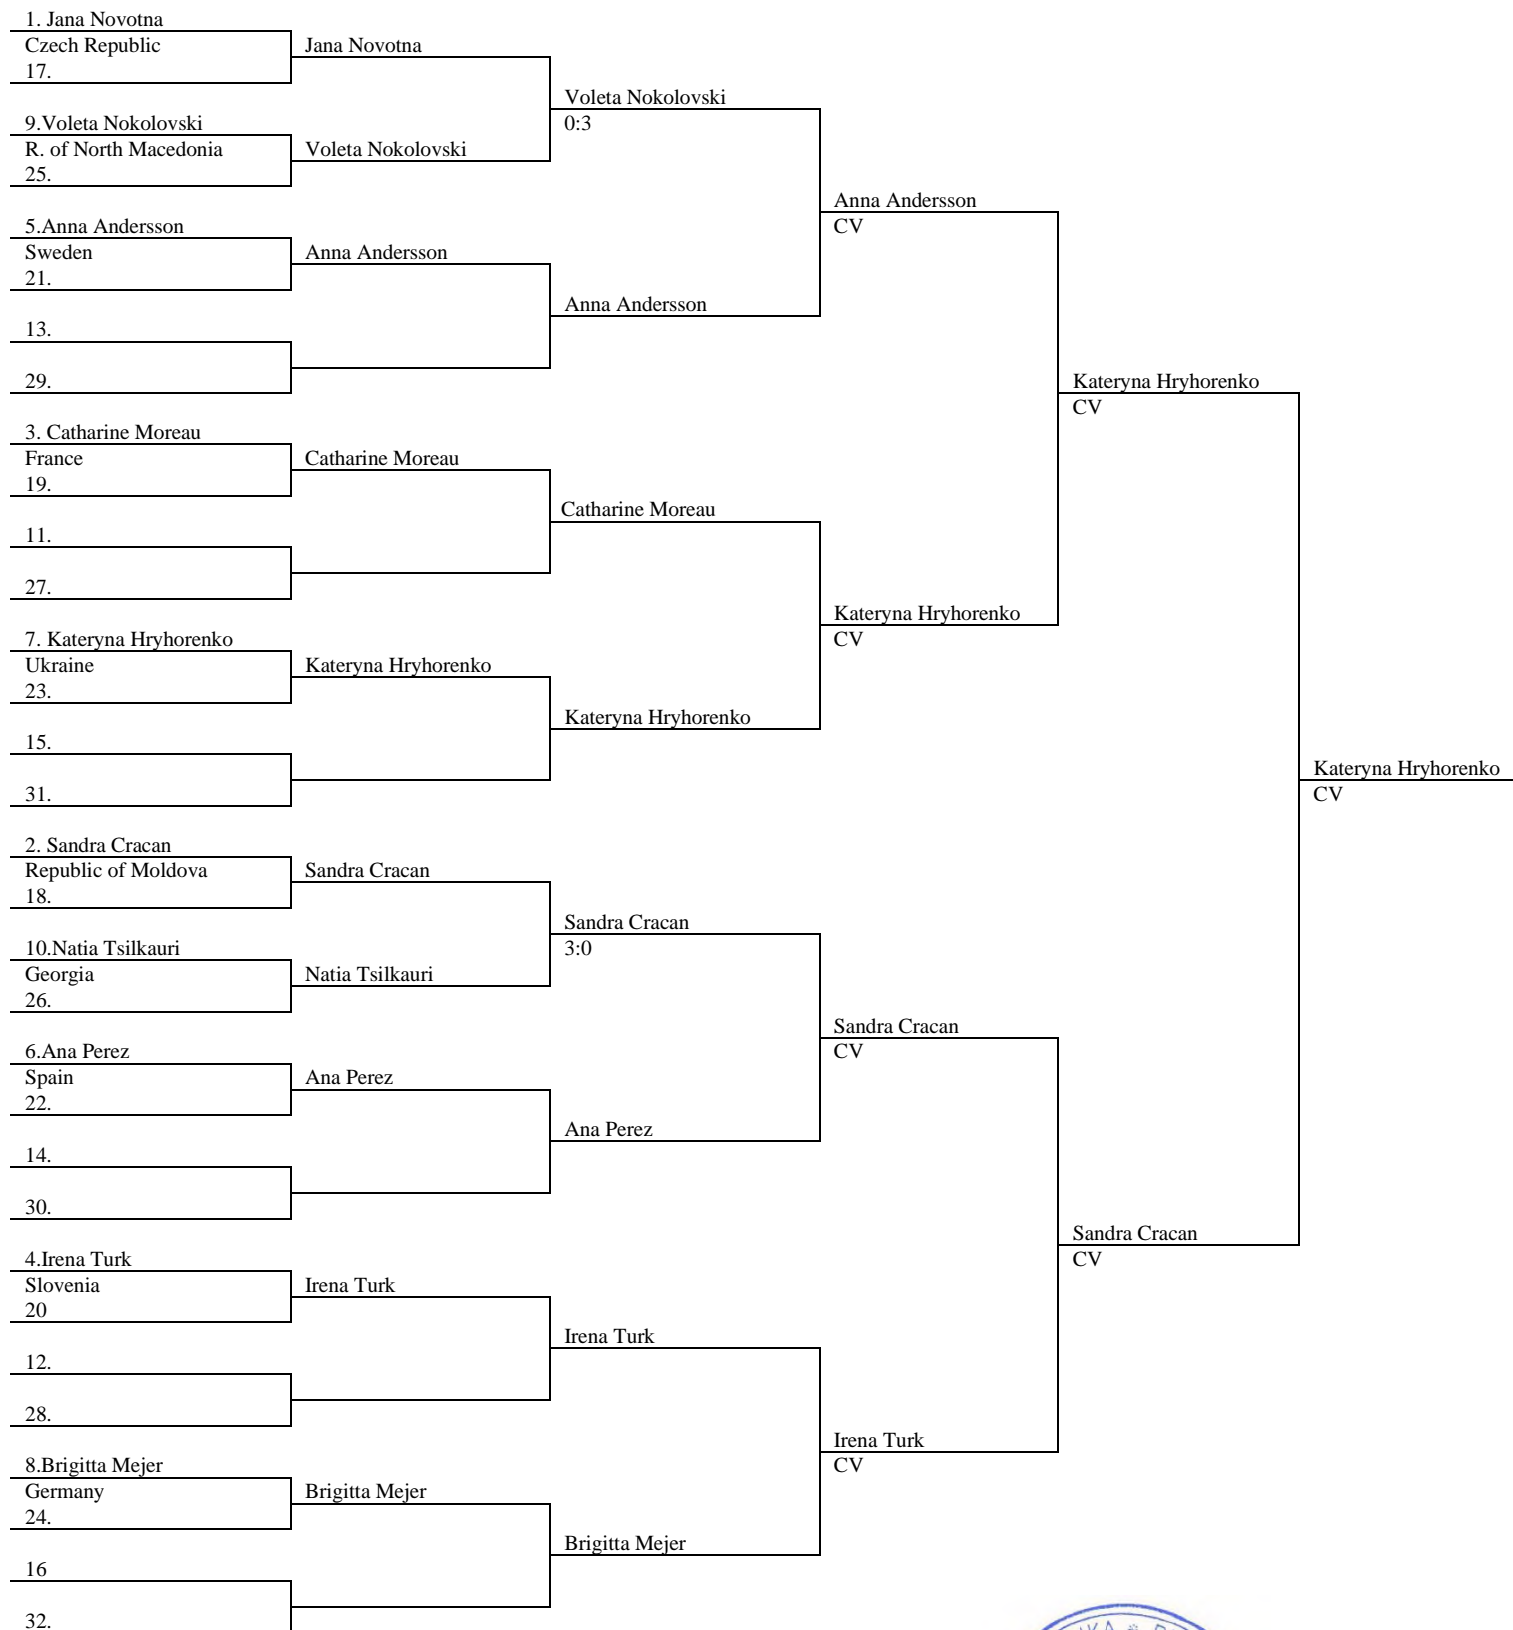 1. Jana Novotna
Czech Republic
17.
9.Voleta Nokolovski
R. of North Macedonia
25.
5.Anna Andersson
Sweden
21.
13.
29.
3. Catharine Moreau
France
19.
11.
27.
7. Kateryna Hryhorenko
Ukraine
23.
15.
31.
2. Sandra Cracan
Republic of Moldova
18.
10.Natia Tsilkauri
Georgia
26.
6.Ana Perez
Spain
22.
14.
30.
4.Irena Turk
Slovenia
20
12.
28.
8.Brigitta Mejer
Germany
24.
16
32.
Jana Novotna
Voleta Nokolovski
Anna Andersson
Catharine Moreau
Kateryna Hryhorenko
Sandra Cracan
Natia Tsilkauri
Ana Perez
Irena Turk
Brigitta Mejer
Voleta Nokolovski
0:3
Anna Andersson
Catharine Moreau
Kateryna Hryhorenko
Sandra Cracan
3:0
Ana Perez
Irena Turk
Brigitta Mejer
Anna Andersson
CV
Kateryna Hryhorenko
CV
Sandra Cracan
CV
Irena Turk
CV
Kateryna Hryhorenko
CV
Sandra Cracan
CV
Kateryna Hryhorenko
CV